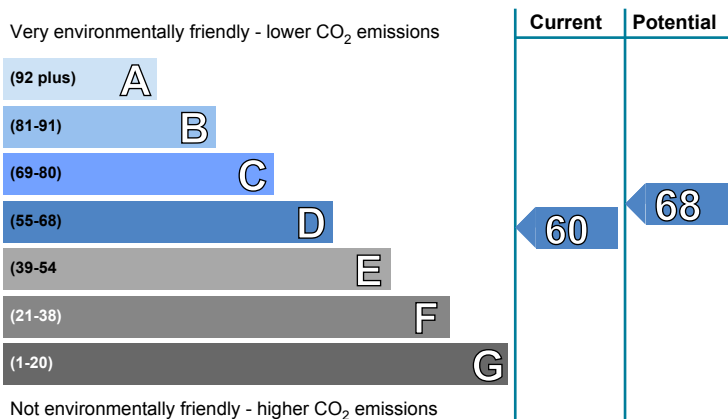 Current Potential
Very environmentally friendly - lower CO2 emissions
(92 plus) A
(81-91) B
(69-80) C
(55-68) D
60 68
(39-54 E
(21-38) F
(1-20) G
Not environmentally friendly - higher CO2 emissions